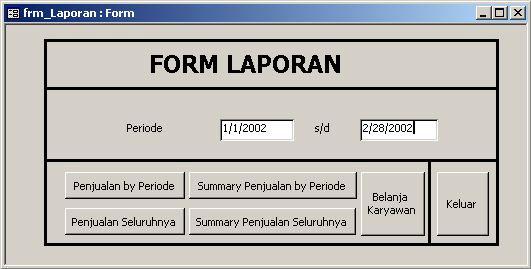 frm_Laporan : Form
FORM LAPORAN
Periode 1/1/2002 s/d 2/28/2002
Penjualan by Periode Summary Penjualan by Periode
Penjualan Seluruhnya Summary Penjualan Seluruhnya
Belanja
Karyawan
Keluar